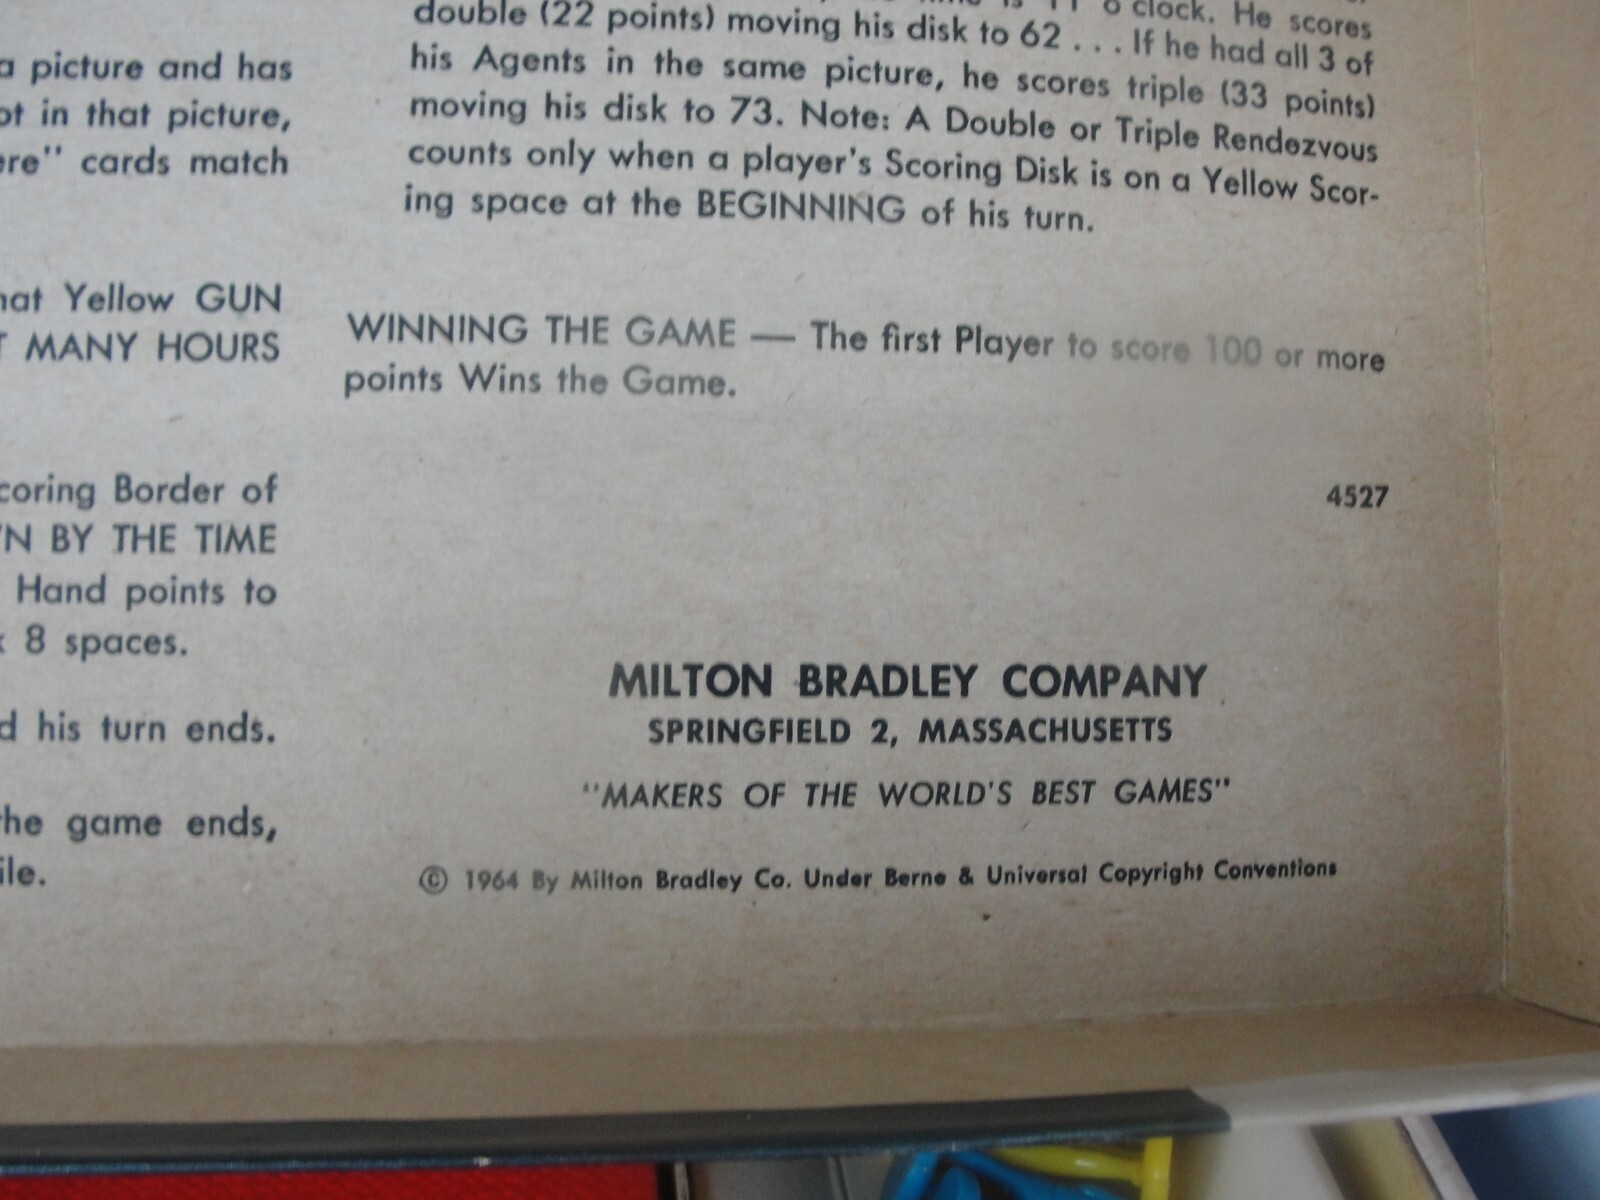 a picture and has
in that picture,
cards match
Yellow GUN
MANY HOURS
Border of
BY THE TIME
Hand points to
8 spaces.
his turn ends.
game ends,
o'clock. He scores
double (22 points) moving his disk to 62 . . . If he had all 3 of
his Agents in the same picture, he scores triple (33 points)
moving his disk to 73. Note: A Double or Triple Rendezvous
counts only when a player's Scoring Disk is on a Yellow Scor-
ing space at the BEGINNING of his turn.
WINNING THE GAME — The first Player to score 100 or more
points Wins the Game.
4527
MILTON BRADLEY COMPANY
SPRINGFIELD 2, MASSACHUSETTS
"MAKERS OF THE WORLD'S BEST GAMES"
© 1964 By Milton Bradley Co. Under Berne & Universal Copyright Conventions